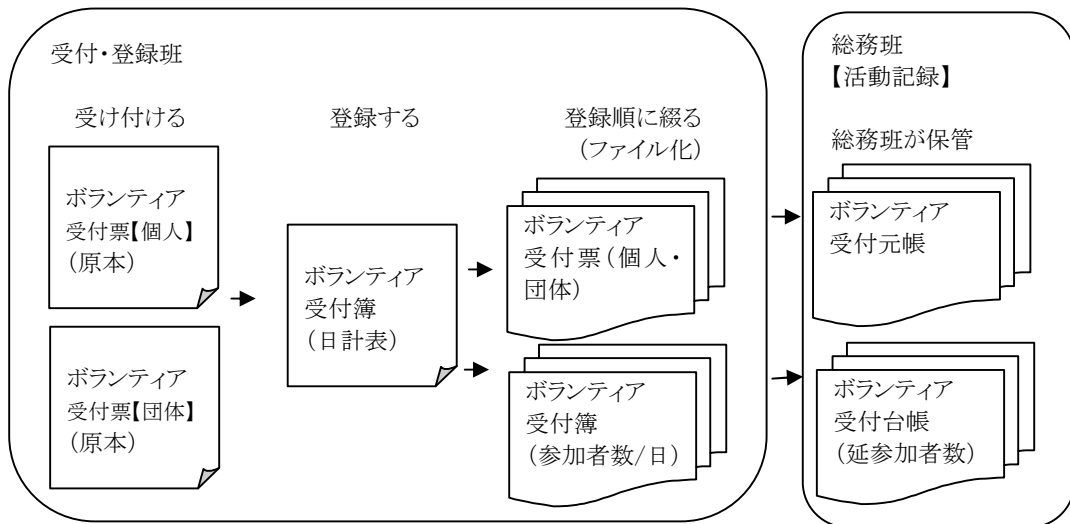 受付・登録班
受け付ける
ボランティア
受付票【個人】
(原本)
ボランティア
受付票【団体】
(原本)
登録する
ボランティア
受付簿
(日計表)
登録順に綴る
(ファイル化)
ボランティア
受付票(個人・
団体)
ボランティア
受付簿
(参加者数/日)
総務班
【活動記録】
総務班が保管
ボランティア
受付元帳
ボランティア
受付台帳
(延参加者数)